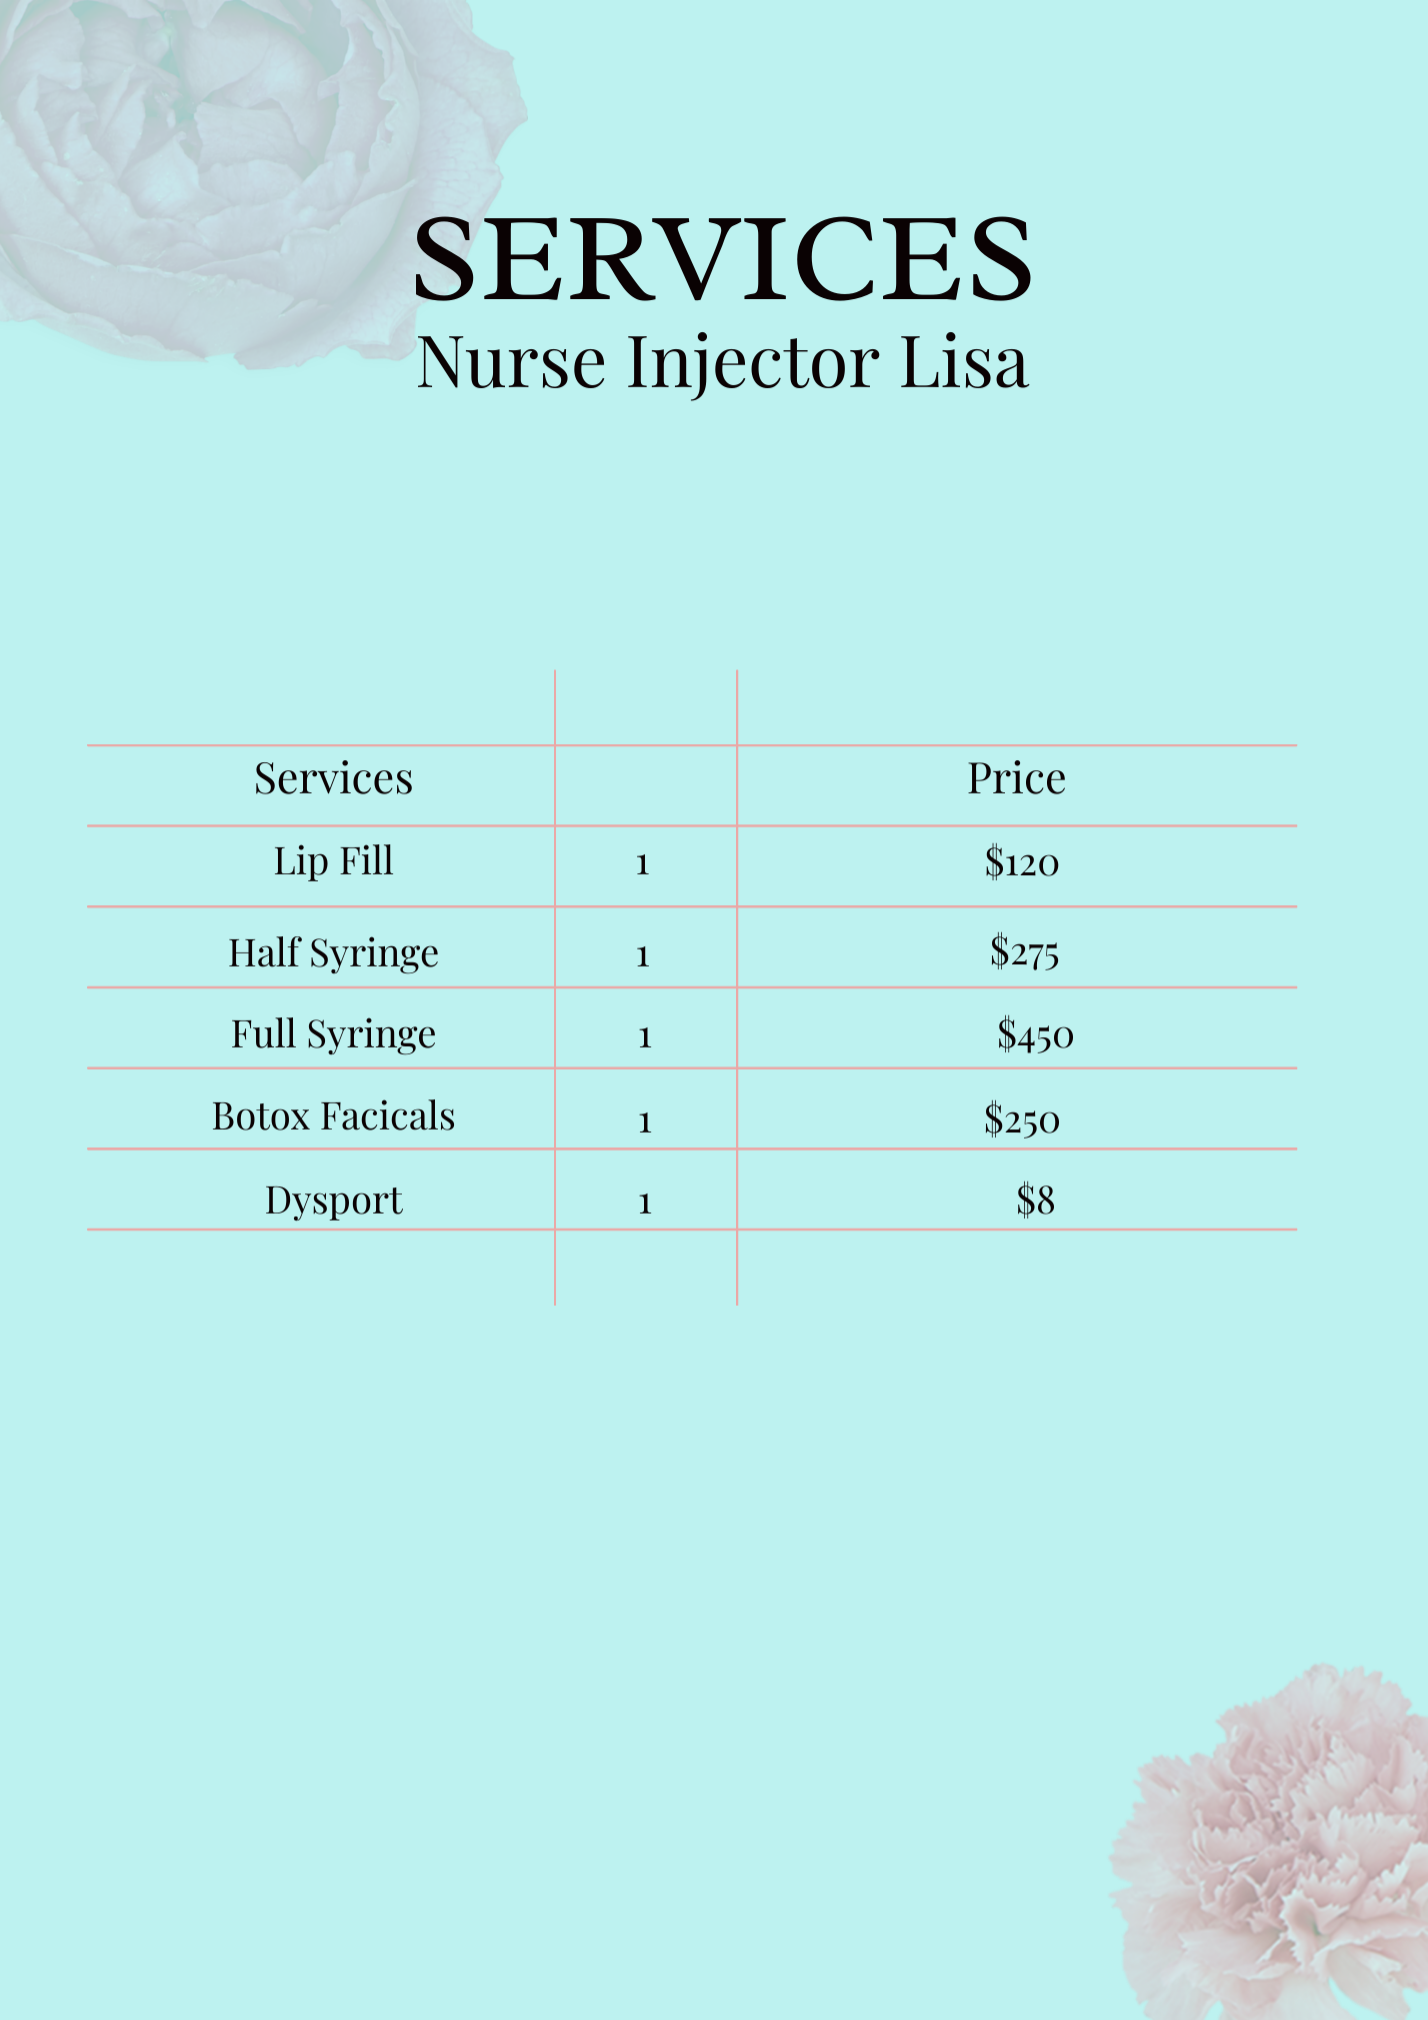 SERVICES
Nurse Injector Lisa
Services Price
Lip Fill 1 $120
Half Syringe 1 $275
Full Syringe 1 $450
Botox Facicals 1 $250
Dysport 1 $8